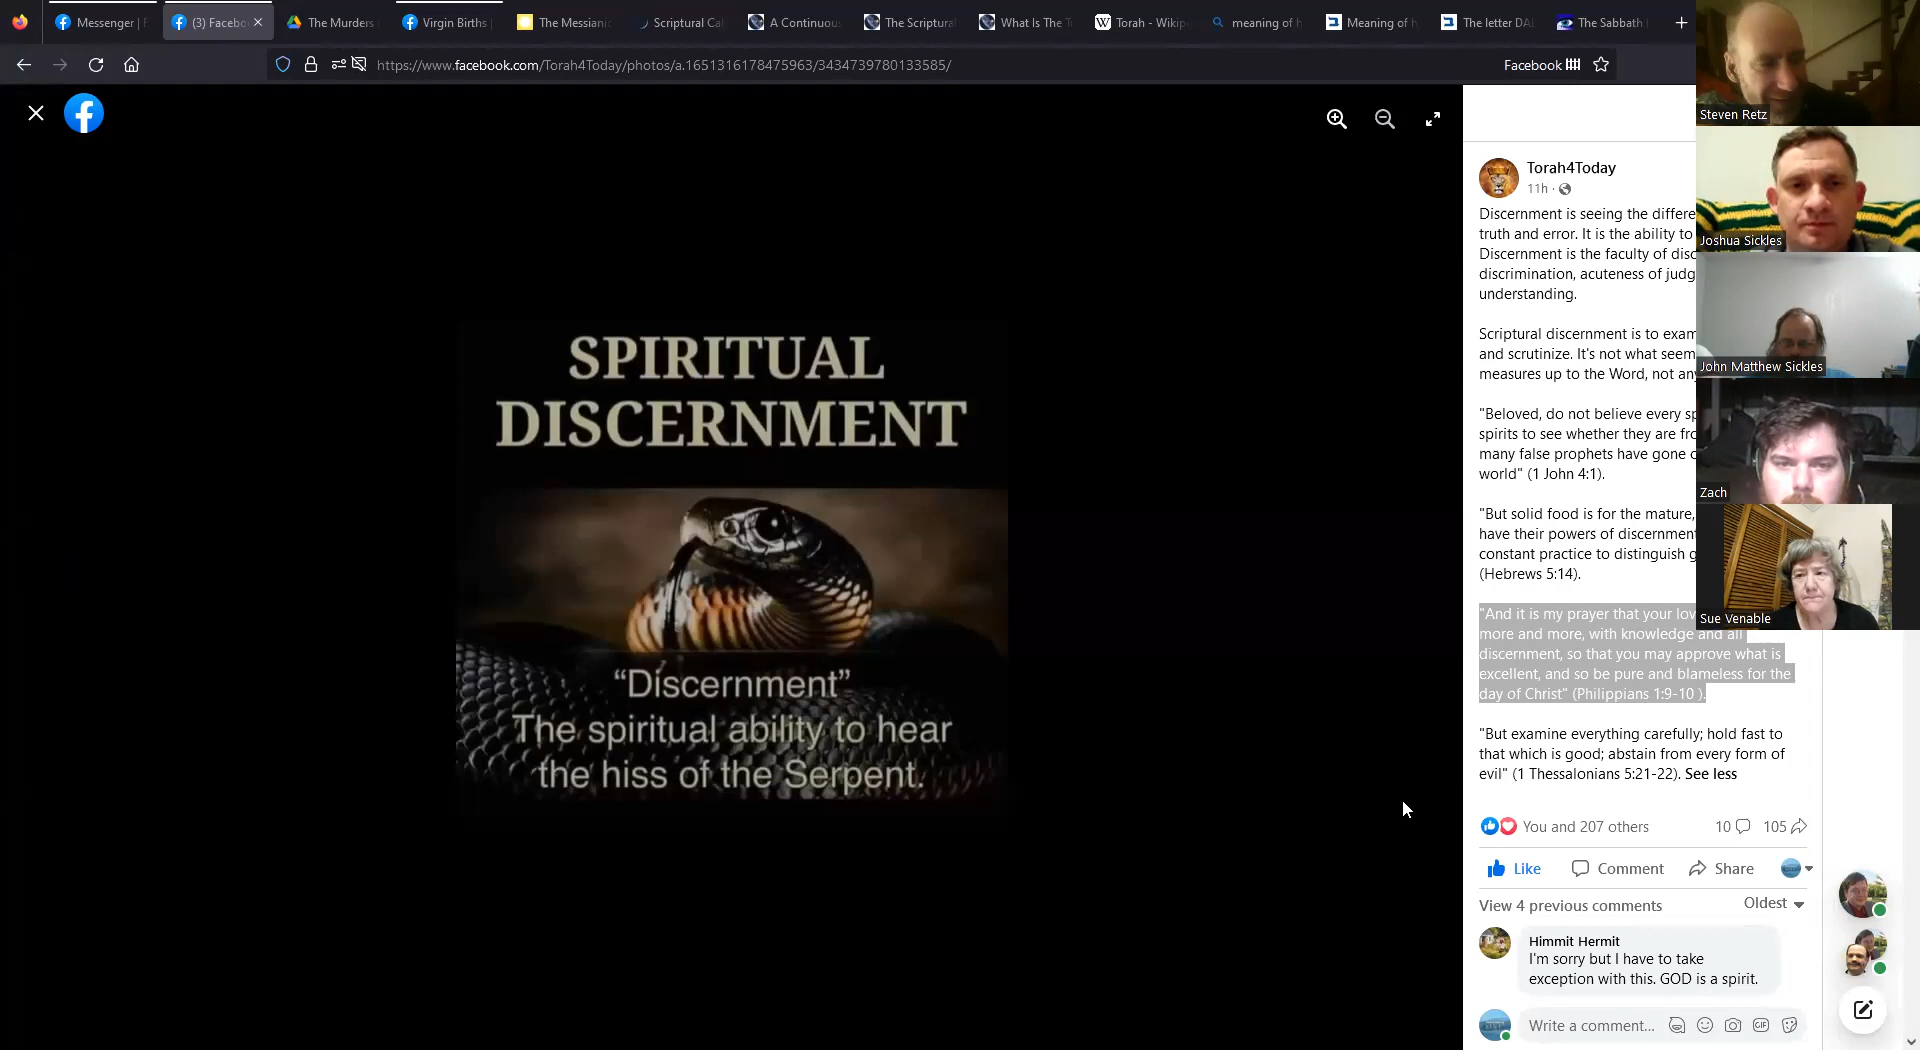 Messenger | F
(3) Facebo
The Murders
Virgin Births |
The Messiani
Scriptural Cal
A Continuous
The Scriptural
What Is The T
Torah - Wikip
meaning of h
Meaning of h
The letter DAL
The Sabbath
https://www.facebook.com/Torah4Today/photos/a.1651316178475963/3434739780133585/
Facebook
SPIRITUAL
DISCERNMENT
“Discernment”
The spiritual ability to hear
the hiss of the Serpent.
Torah4Today
11h ·
Discernment is seeing the differe
truth and error. It is the ability to
Discernment is the faculty of disc
discrimination, acuteness of judg
understanding.
Scriptural discernment is to exam
and scrutinize. It's not what seem
measures up to the Word, not any
"Beloved, do not believe every sp
spirits to see whether they are fro
many false prophets have gone o
world" (1 John 4:1).
"But solid food is for the mature,
have their powers of discernment
constant practice to distinguish g
(Hebrews 5:14).
"And it is my prayer that your lov
more and more, with knowledge and all
discernment, so that you may approve what is
excellent, and so be pure and blameless for the
day of Christ" (Philippians 1:9-10 ).
"But examine everything carefully; hold fast to
that which is good; abstain from every form of
evil" (1 Thessalonians 5:21-22). See less
You and 207 others
10
105
Like
Comment
Share
View 4 previous comments
Oldest
Himmit Hermit
I'm sorry but I have to take
exception with this. GOD is a spirit.
Write a comment...
GIF
Steven Retz
Joshua Sickles
John Matthew Sickles
Zach
Sue Venable